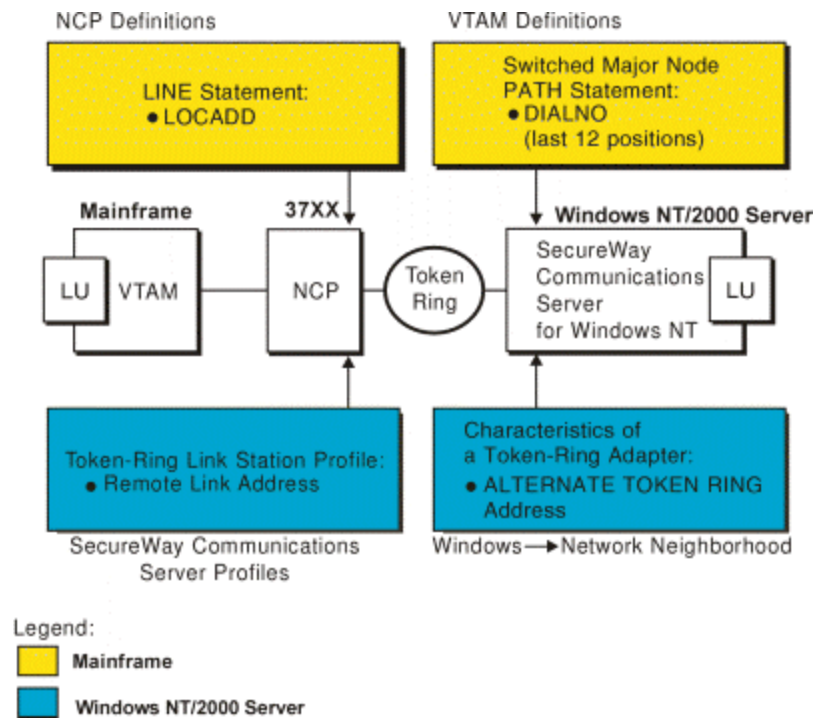 NCP Definitions
VTAM Definitions
LINE Statement:
● LOCADD
Switched Major Node
PATH Statement:
● DIALNO
(last 12 positions)
Mainframe
37XX
Windows NT/2000 Server
LU
VTAM
NCP
Token
Ring
SecureWay
Communications
Server
for Windows NT
LU
Token-Ring Link Station Profile:
● Remote Link Address
Characteristics of
a Token-Ring Adapter:
● ALTERNATE TOKEN RING
Address
SecureWay Communications
Server Profiles
Windows → Network Neighborhood
Legend:
Mainframe
Windows NT/2000 Server